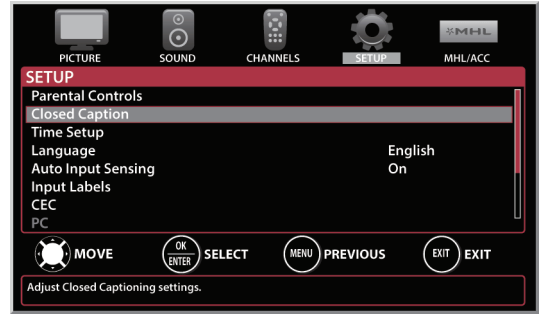 MHL
PICTURE SOUND CHANNELS SETUP MHL/ACC
SETUP
Parental Controls
Closed Caption
Time Setup
Language English
Auto Input Sensing On
Input Labels
CEC
PC
MOVE OK ENTER SELECT MENU PREVIOUS EXIT EXIT
Adjust Closed Captioning settings.